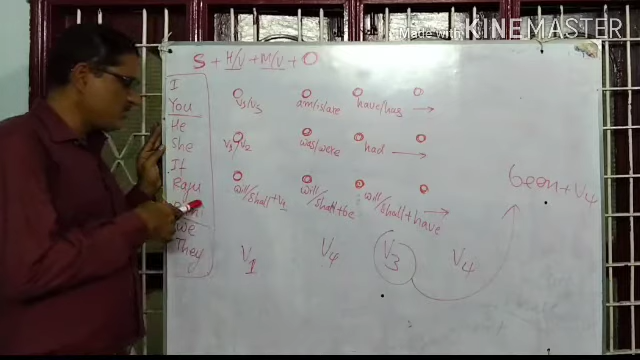 Made with KINEMASTER
S + H/V + M/V + O
I
You
He
She
It
Raju
We
They
V1/V5 am/is/are have/has
V3/V2 was/were had
will/shall+V1 will/shall+be will/shall+have
been+V4
V1 V4 V3 V4